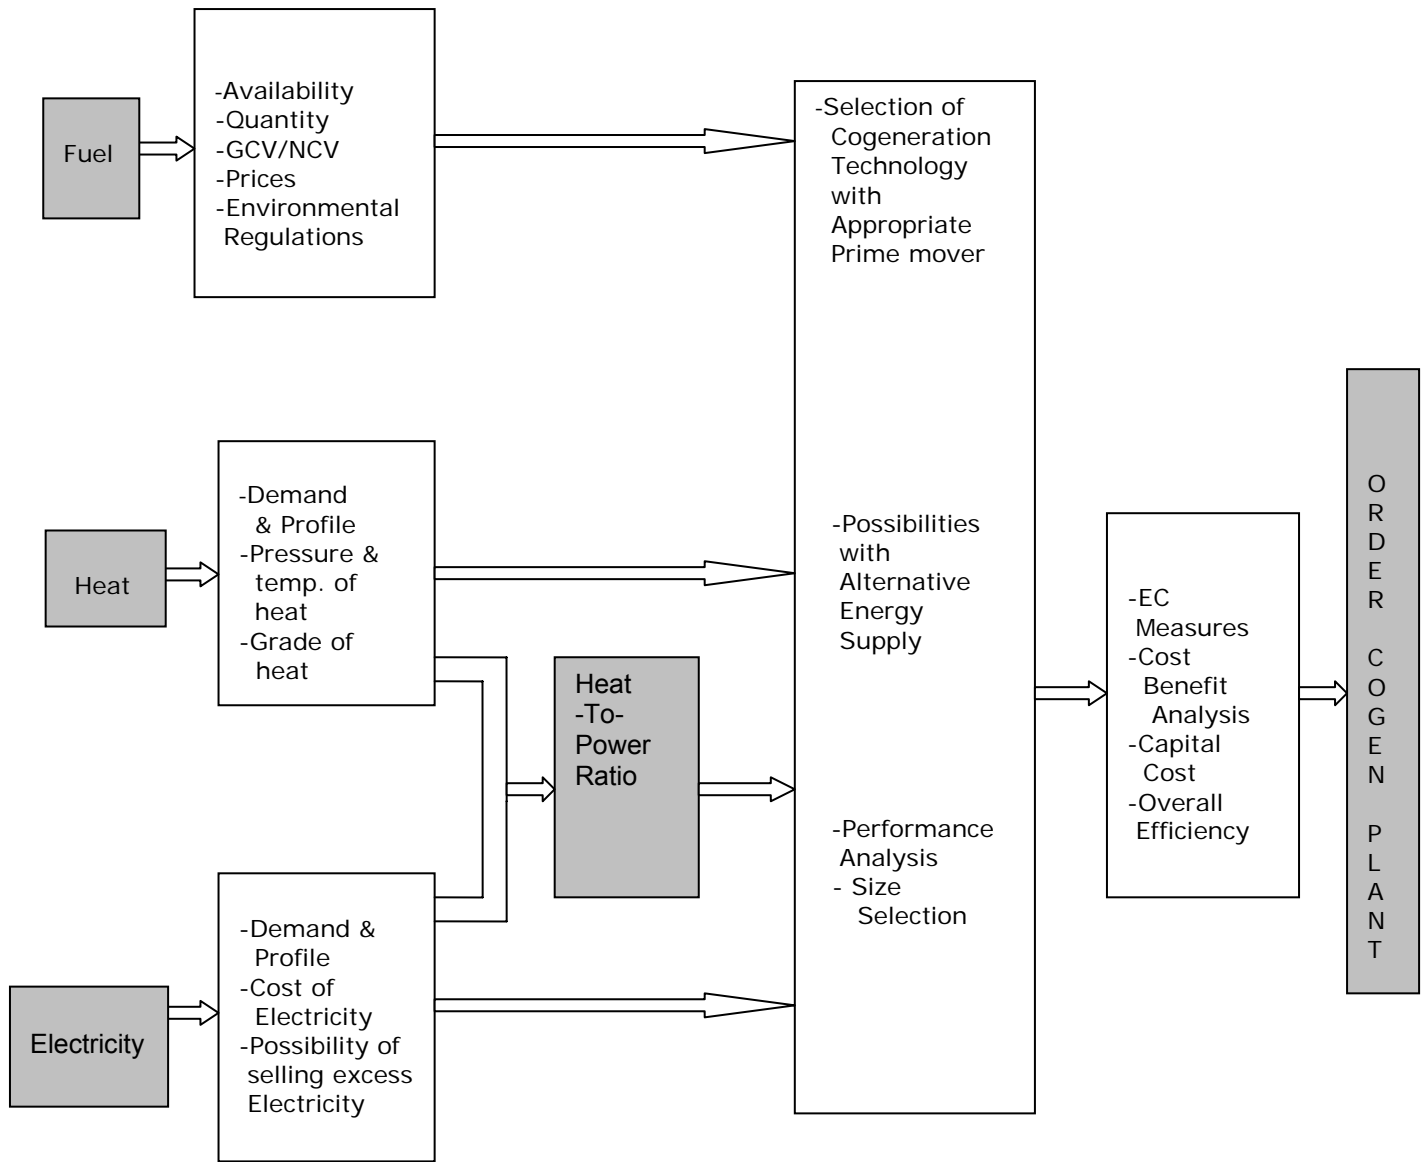 Fuel
-Availability
-Quantity
-GCV/NCV
-Prices
-Environmental
Regulations
-Selection of
Cogeneration
Technology
with
Appropriate
Prime mover
Heat
-Demand
& Profile
-Pressure &
temp. of
heat
-Grade of
heat
Heat
-To-
Power
Ratio
-Possibilities
with
Alternative
Energy
Supply
-Performance
Analysis
- Size
Selection
Electricity
-Demand &
Profile
-Cost of
Electricity
-Possibility of
selling excess
Electricity
-EC
Measures
-Cost
Benefit
Analysis
-Capital
Cost
-Overall
Efficiency
O
R
D
E
R
C
O
G
E
N
P
L
A
N
T